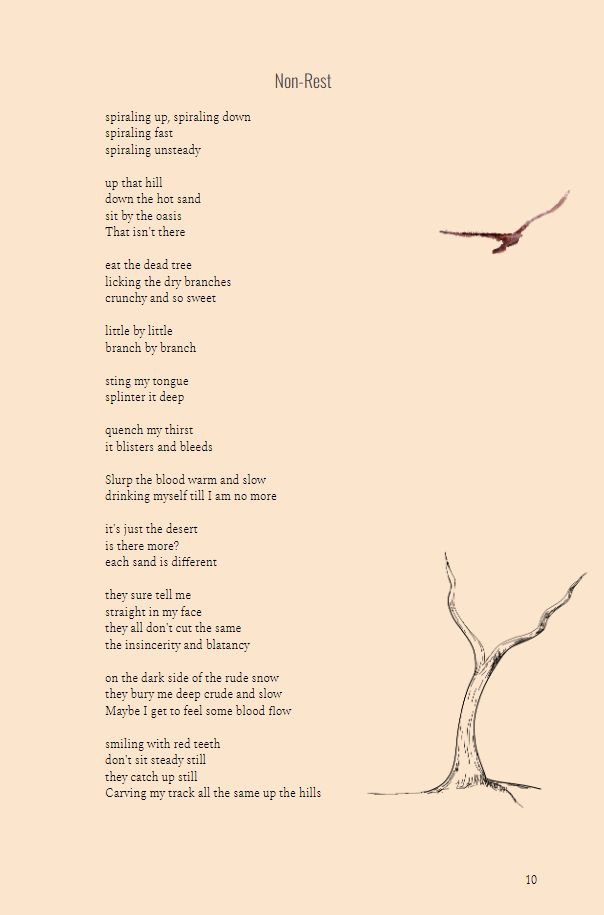 Non-Rest
spiraling up, spiraling down
spiraling fast
spiraling unsteady
up that hill
down the hot sand
sit by the oasis
That isn't there
eat the dead tree
licking the dry branches
crunchy and so sweet
little by little
branch by branch
sting my tongue
splinter it deep
quench my thirst
it blisters and bleeds
Slurp the blood warm and slow
drinking myself till I am no more
it's just the desert
is there more?
each sand is different
they sure tell me
straight in my face
they all don't cut the same
the insincerity and blatancy
on the dark side of the rude snow
they bury me deep crude and slow
Maybe I get to feel some blood flow
smiling with red teeth
don't sit steady still
they catch up still
Carving my track all the same up the hills
10